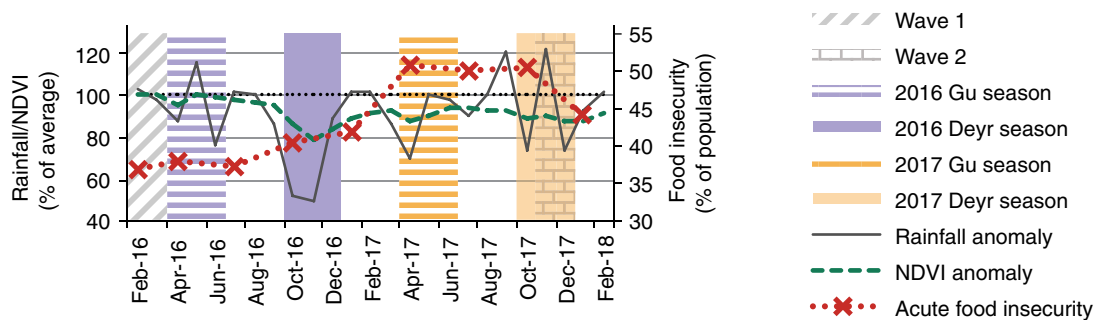 Rainfall/NDVI
(% of average)
120
100
80
60
40
55
50
45
40
35
30
Food insecurity
(% of population)
Feb-16
Apr-16
Jun-16
Aug-16
Oct-16
Dec-16
Feb-17
Apr-17
Jun-17
Aug-17
Oct-17
Dec-17
Feb-18
Wave 1
Wave 2
2016 Gu season
2016 Deyr season
2017 Gu season
2017 Deyr season
Rainfall anomaly
NDVI anomaly
Acute food insecurity